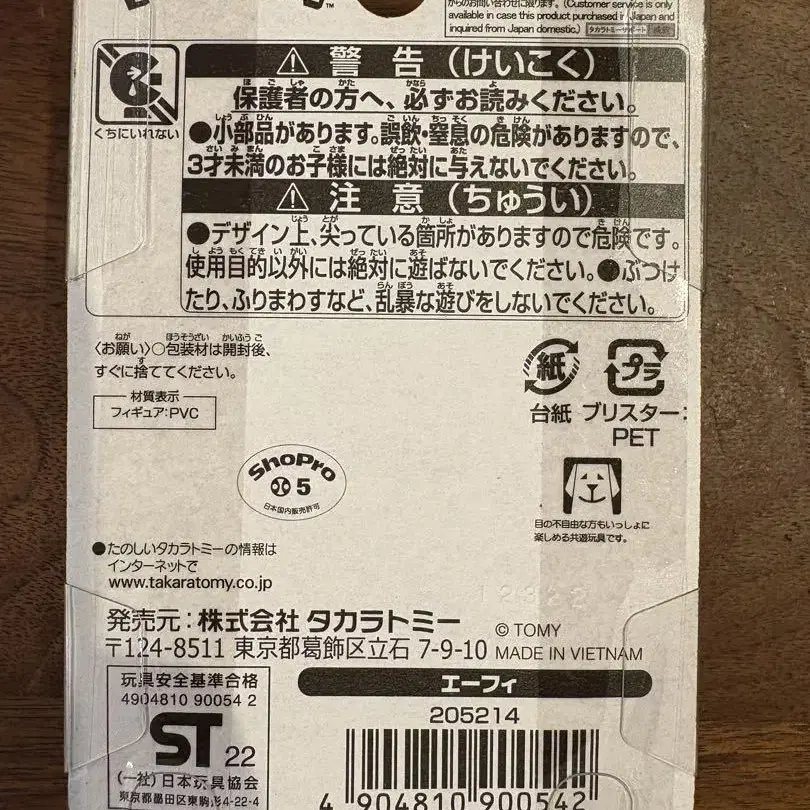 からのお問い合わせに限ります。(Customer service is only
available in case this product purchased in Japan and
inquired from Japan domestic.)
くちにいれない
警告(けいこく)
保護者の方へ、必ずお読みください。
●小部品があります。誤飲・窒息の危険がありますので、
3才未満のお子様には絶対に与えないでください。
注意(ちゅうい)
●デザイン上、尖っている箇所がありますので危険です。
使用目的以外には絶対に遊ばないでください。●ぶつけ
たり、ふりまわすなど、乱暴な遊びをしないでください。
〈お願い〉○包装材は開封後、
すぐに捨ててください。
材質表示
フィギュア:PVC
紙
プラ
台紙 ブリスター:
PET
ShoPro
5
日本国内販売許可
目の不自由な方もいっしょに
楽しめる共遊玩具です。
●たのしいタカラトミーの情報は
インターネットで
www.takaratomy.co.jp
発売元:株式会社 タカラトミー
© TOMY
〒124-8511 東京都葛飾区立石 7-9-10
MADE IN VIETNAM
玩具安全基準合格
4904810 90054 2
ST 22
(一社)日本玩具協会
東京都墨田区東駒形4-22-4
エーフィ
205214
4 904810 900542